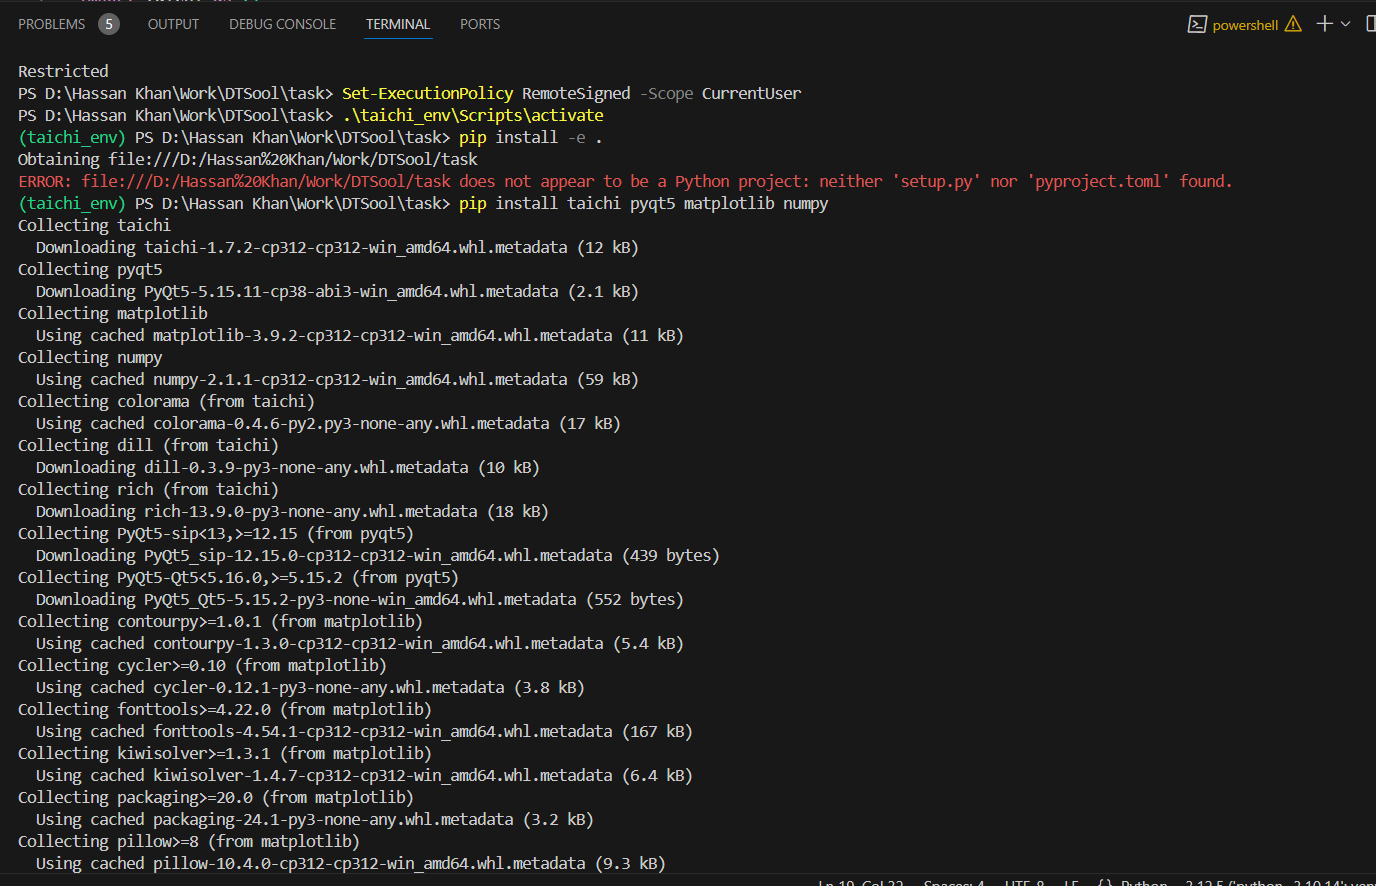 PROBLEMS 5 OUTPUT DEBUG CONSOLE TERMINAL PORTS powershell
Restricted
PS D:\Hassan Khan\Work\DTSool\task> Set-ExecutionPolicy RemoteSigned -Scope CurrentUser
PS D:\Hassan Khan\Work\DTSool\task> .\taichi_env\Scripts\activate
(taichi_env) PS D:\Hassan Khan\Work\DTSool\task> pip install -e .
Obtaining file:///D:/Hassan%20Khan/Work/DTSool/task
ERROR: file:///D:/Hassan%20Khan/Work/DTSool/task does not appear to be a Python project: neither 'setup.py' nor 'pyproject.toml' found.
(taichi_env) PS D:\Hassan Khan\Work\DTSool\task> pip install taichi pyqt5 matplotlib numpy
Collecting taichi
  Downloading taichi-1.7.2-cp312-cp312-win_amd64.whl.metadata (12 kB)
Collecting pyqt5
  Downloading PyQt5-5.15.11-cp38-abi3-win_amd64.whl.metadata (2.1 kB)
Collecting matplotlib
  Using cached matplotlib-3.9.2-cp312-cp312-win_amd64.whl.metadata (11 kB)
Collecting numpy
  Using cached numpy-2.1.1-cp312-cp312-win_amd64.whl.metadata (59 kB)
Collecting colorama (from taichi)
  Using cached colorama-0.4.6-py2.py3-none-any.whl.metadata (17 kB)
Collecting dill (from taichi)
  Downloading dill-0.3.9-py3-none-any.whl.metadata (10 kB)
Collecting rich (from taichi)
  Downloading rich-13.9.0-py3-none-any.whl.metadata (18 kB)
Collecting PyQt5-sip<13,>=12.15 (from pyqt5)
  Downloading PyQt5_sip-12.15.0-cp312-cp312-win_amd64.whl.metadata (439 bytes)
Collecting PyQt5-Qt5<5.16.0,>=5.15.2 (from pyqt5)
  Downloading PyQt5_Qt5-5.15.2-py3-none-win_amd64.whl.metadata (552 bytes)
Collecting contourpy>=1.0.1 (from matplotlib)
  Using cached contourpy-1.3.0-cp312-cp312-win_amd64.whl.metadata (5.4 kB)
Collecting cycler>=0.10 (from matplotlib)
  Using cached cycler-0.12.1-py3-none-any.whl.metadata (3.8 kB)
Collecting fonttools>=4.22.0 (from matplotlib)
  Using cached fonttools-4.54.1-cp312-cp312-win_amd64.whl.metadata (167 kB)
Collecting kiwisolver>=1.3.1 (from matplotlib)
  Using cached kiwisolver-1.4.7-cp312-cp312-win_amd64.whl.metadata (6.4 kB)
Collecting packaging>=20.0 (from matplotlib)
  Using cached packaging-24.1-py3-none-any.whl.metadata (3.2 kB)
Collecting pillow>=8 (from matplotlib)
  Using cached pillow-10.4.0-cp312-cp312-win_amd64.whl.metadata (9.3 kB)